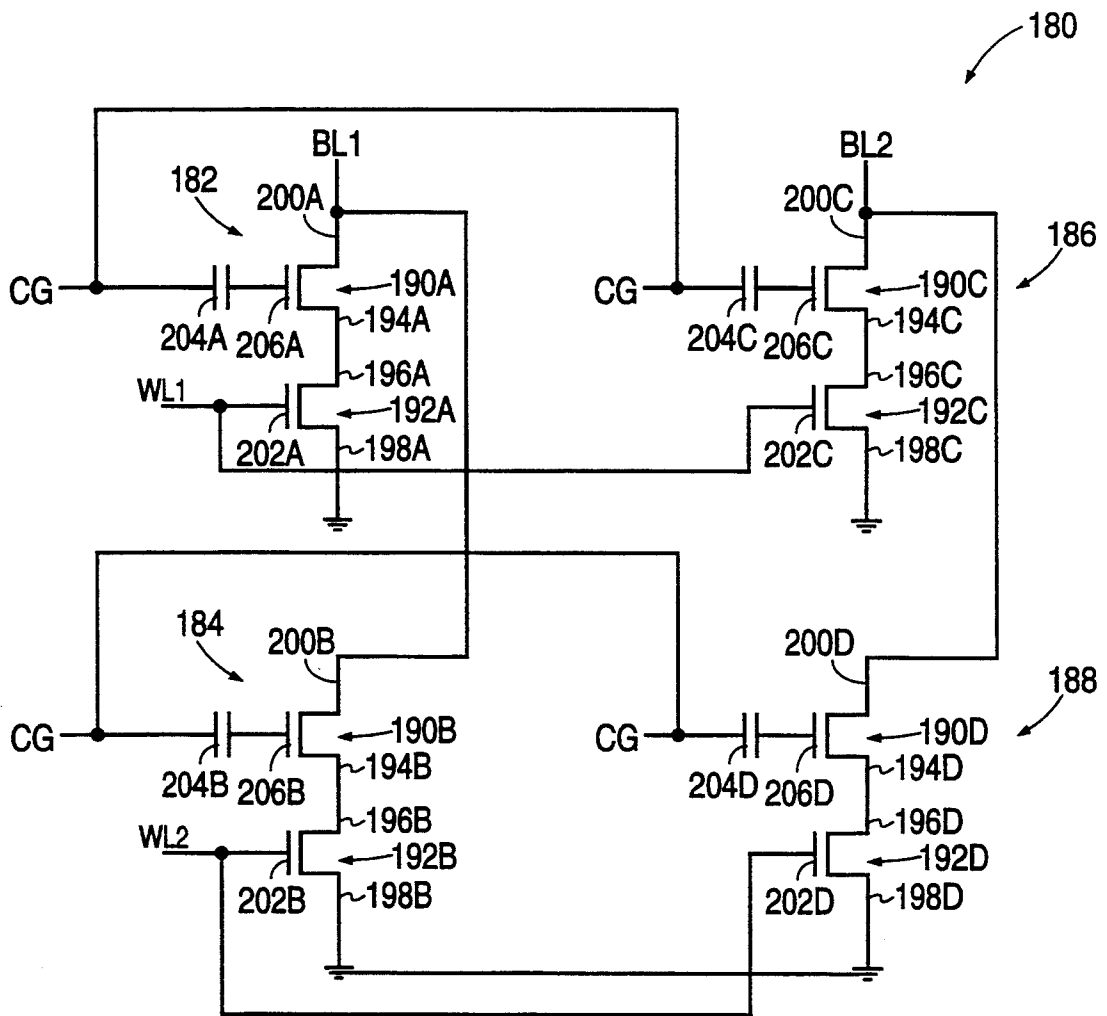 180
BL1 BL2
182 200A 200C 186
CG 190A CG 190C
204A 206A 194A 204C 206C 194C
196A 196C
WL1 192A 192C
202A 198A 202C 198C
184 200B 200D 188
CG 190B CG 190D
204B 206B 194B 204D 206D 194D
196B 196D
WL2 192B 192D
202B 198B 202D 198D